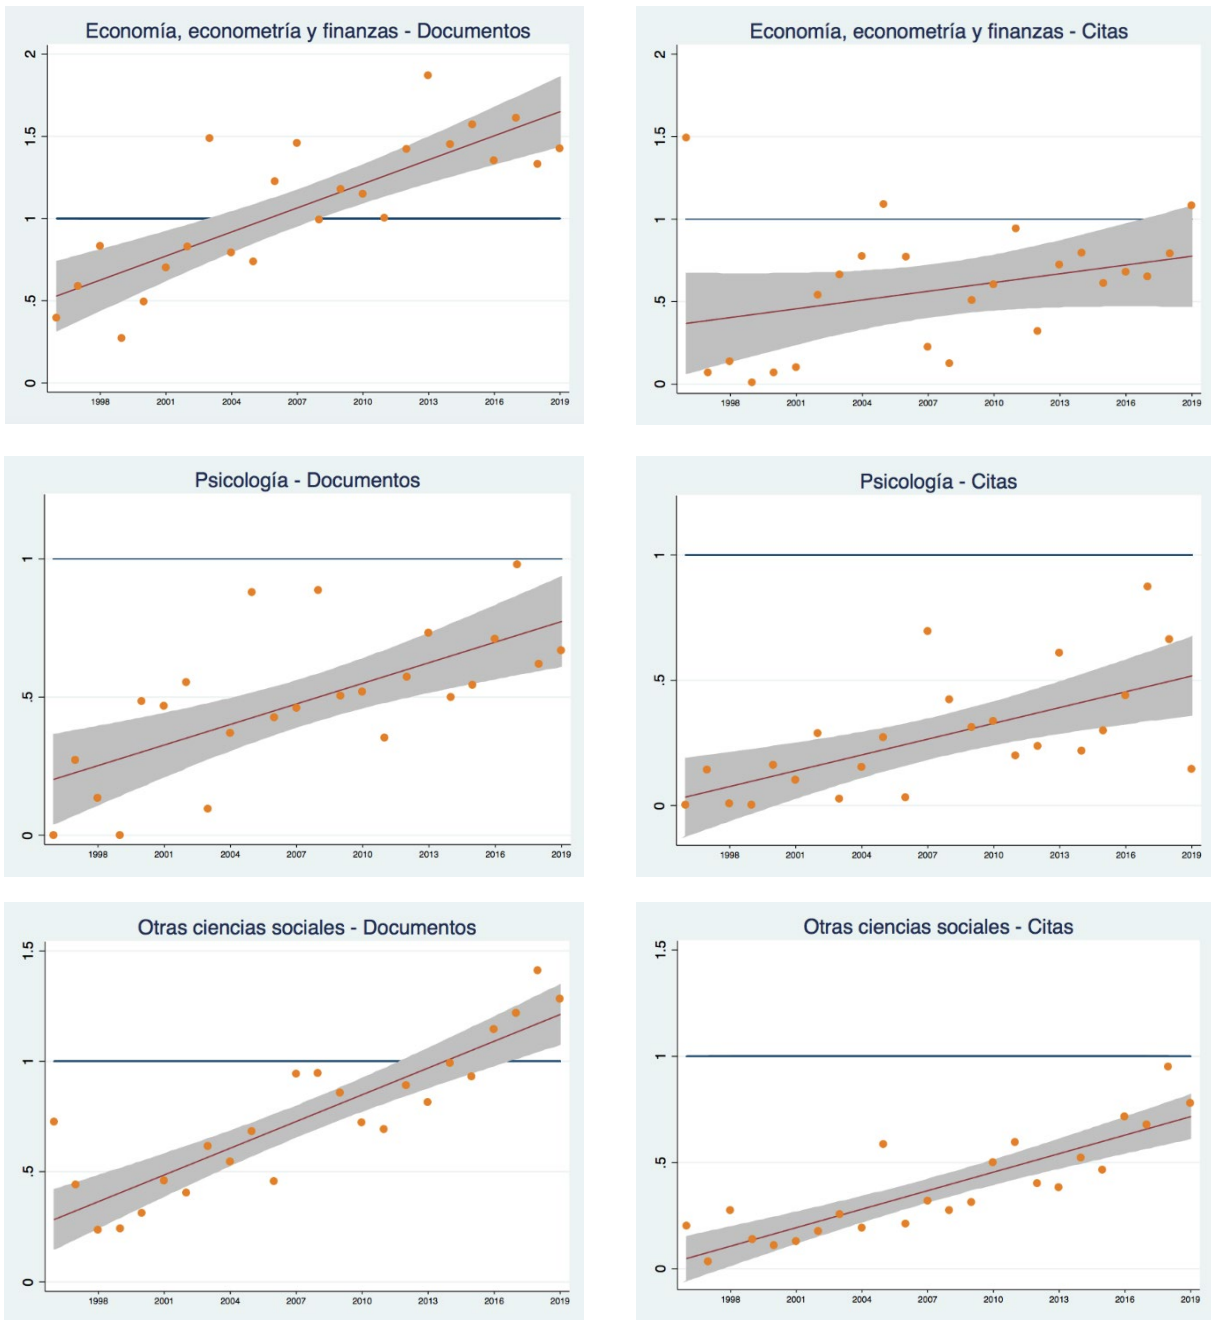 Economía, econometría y finanzas - Documentos
2
1.5
1
.5
0
1998 2001 2004 2007 2010 2013 2016 2019
Economía, econometría y finanzas - Citas
2
1.5
1
.5
0
1998 2001 2004 2007 2010 2013 2016 2019
Psicología - Documentos
1
.5
0
1998 2001 2004 2007 2010 2013 2016 2019
Psicología - Citas
1
.5
0
1998 2001 2004 2007 2010 2013 2016 2019
Otras ciencias sociales - Documentos
1.5
1
.5
0
1998 2001 2004 2007 2010 2013 2016 2019
Otras ciencias sociales - Citas
1.5
1
.5
0
1998 2001 2004 2007 2010 2013 2016 2019